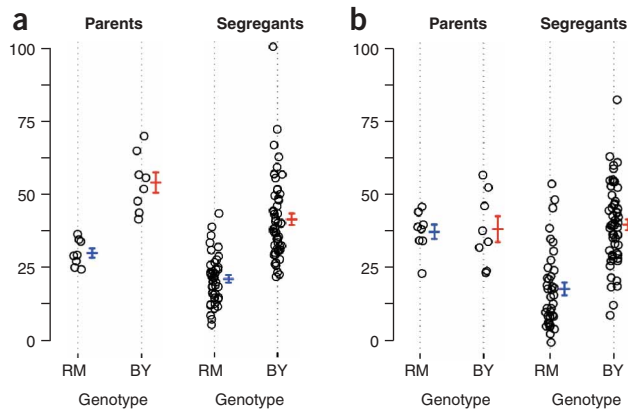 a
Parents Segregants
100
75
50
25
0
RM BY RM BY
Genotype Genotype
b
Parents Segregants
100
75
50
25
0
RM BY RM BY
Genotype Genotype